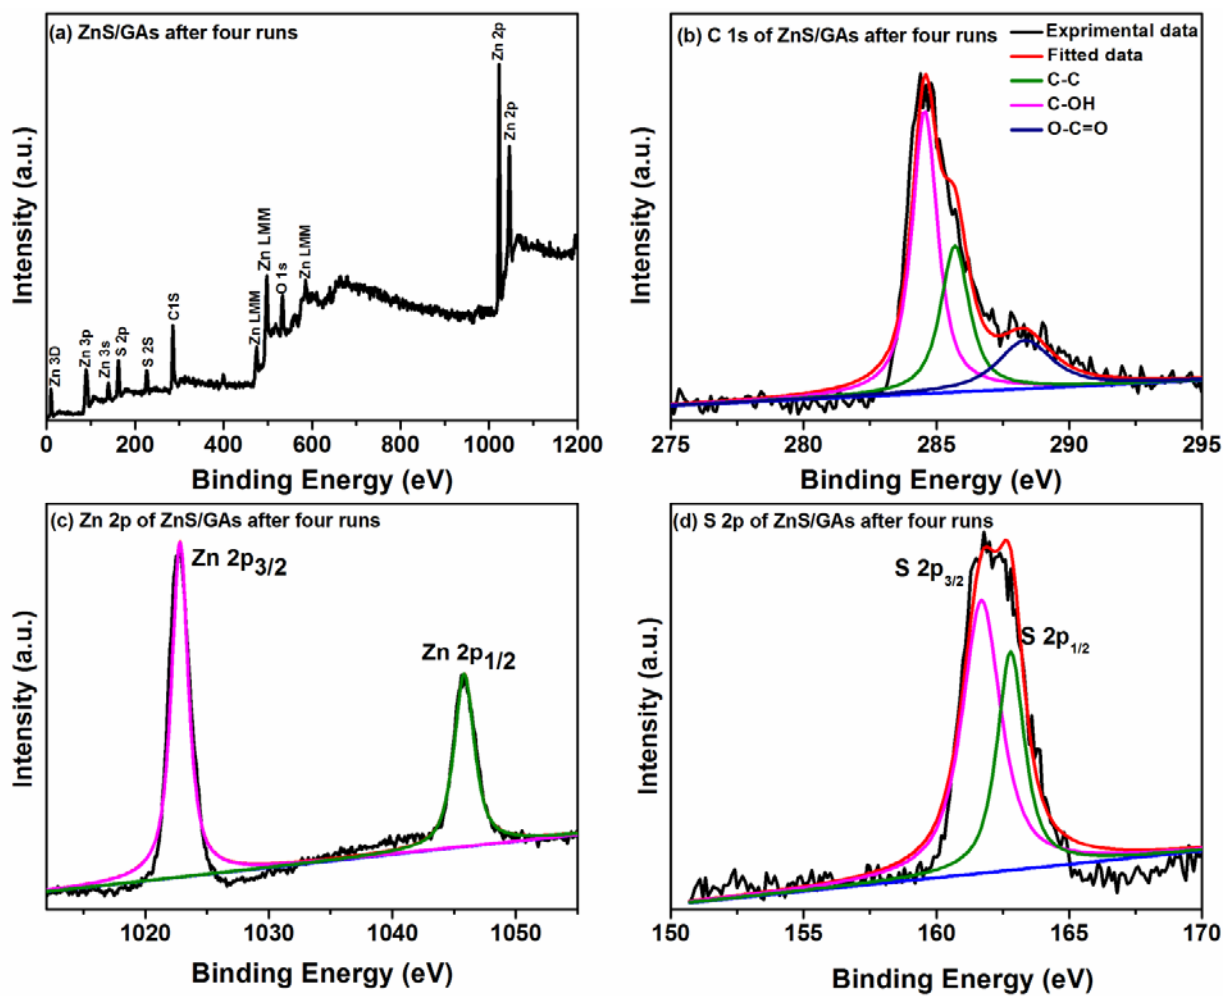 (a) ZnS/GAs after four runs
Zn 2p
Zn 2p
Zn LMM
Zn LMM
O 1s
Zn LMM
C1S
Zn 3D
Zn 3p
Zn 3s
S 2p
S 2S
Intensity (a.u.)
0 200 400 600 800 1000 1200
Binding Energy (eV)
(b) C 1s of ZnS/GAs after four runs
Exprimental data
Fitted data
C-C
C-OH
O-C=O
Intensity (a.u.)
275 280 285 290 295
Binding Energy (eV)
(c) Zn 2p of ZnS/GAs after four runs
Zn 2p3/2
Zn 2p1/2
Intensity (a.u.)
1020 1030 1040 1050
Binding Energy (eV)
(d) S 2p of ZnS/GAs after four runs
S 2p3/2
S 2p1/2
Intensity (a.u.)
150 155 160 165 170
Binding Energy (eV)